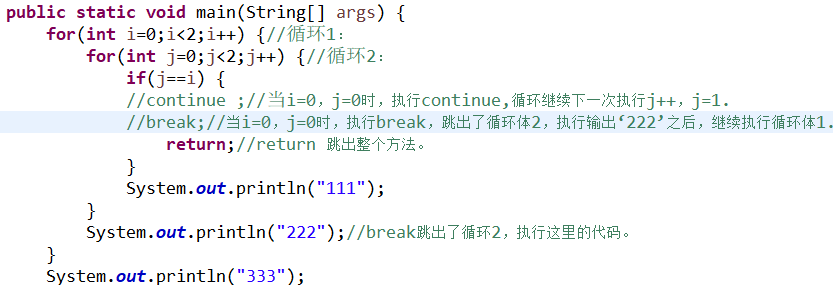 public static void main(String[] args) {
for(int i=0;i<2;i++) {//循环1:
for(int j=0;j<2;j++) {//循环2:
if(j==i) {
//continue ;//当i=0，j=0时，执行continue,循环继续下一次执行j++，j=1.
//break;//当i=0，j=0时，执行break，跳出了循环体2，执行输出‘222’之后，继续执行循环体1.
return;//return 跳出整个方法。
}
System.out.println("111");
}
System.out.println("222");//break跳出了循环2，执行这里的代码。
}
System.out.println("333");